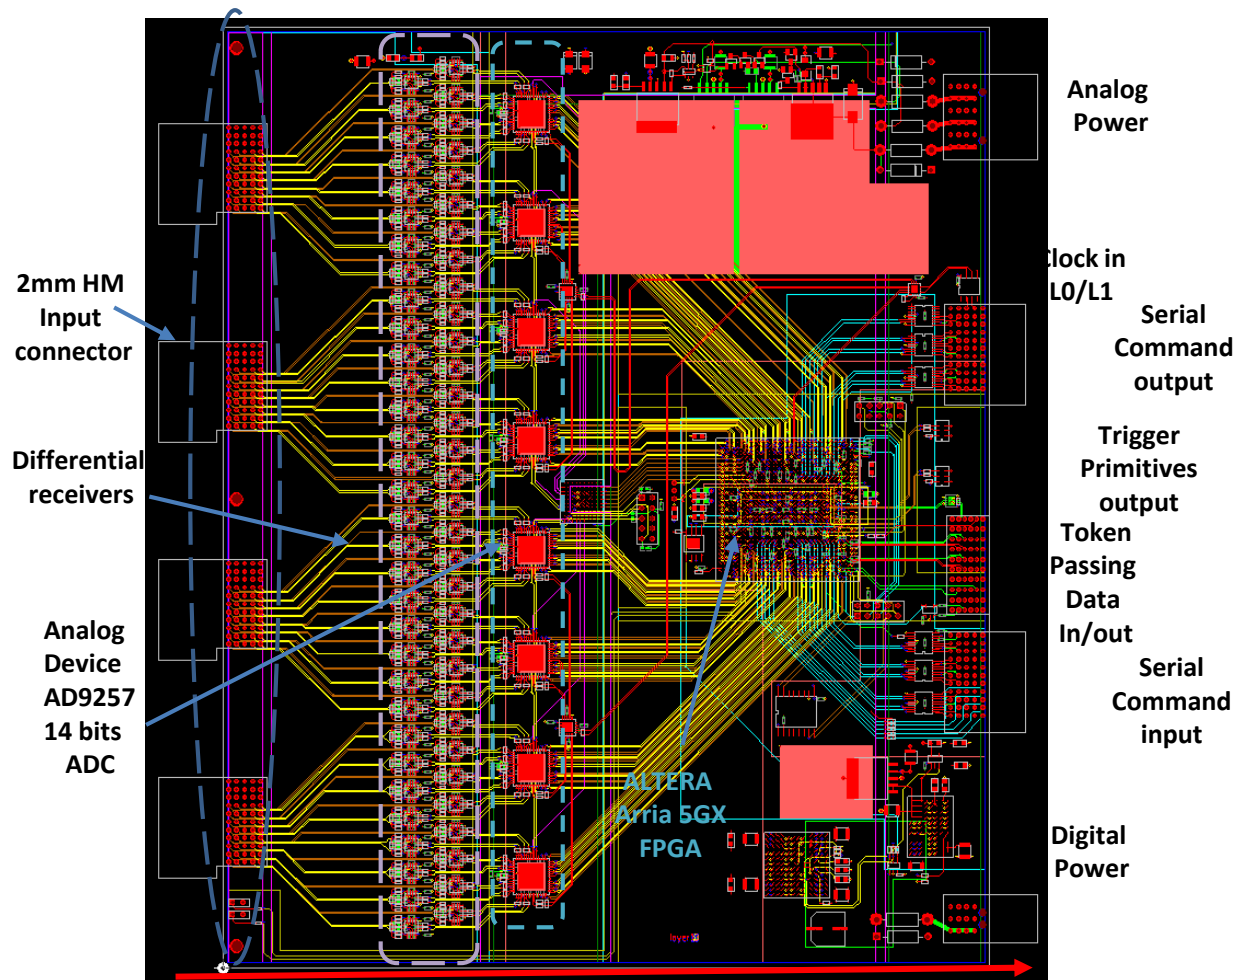 Analog
Power
Clock in
L0/L1
2mm HM
Input
connector
Serial
Command
output
Differential
receivers
Trigger
Primitives
output
Token
Passing
Data
In/out
Analog
Device
AD9257
14 bits
ADC
Serial
Command
input
ALTERA
Arria 5GX
FPGA
Digital
Power
layer